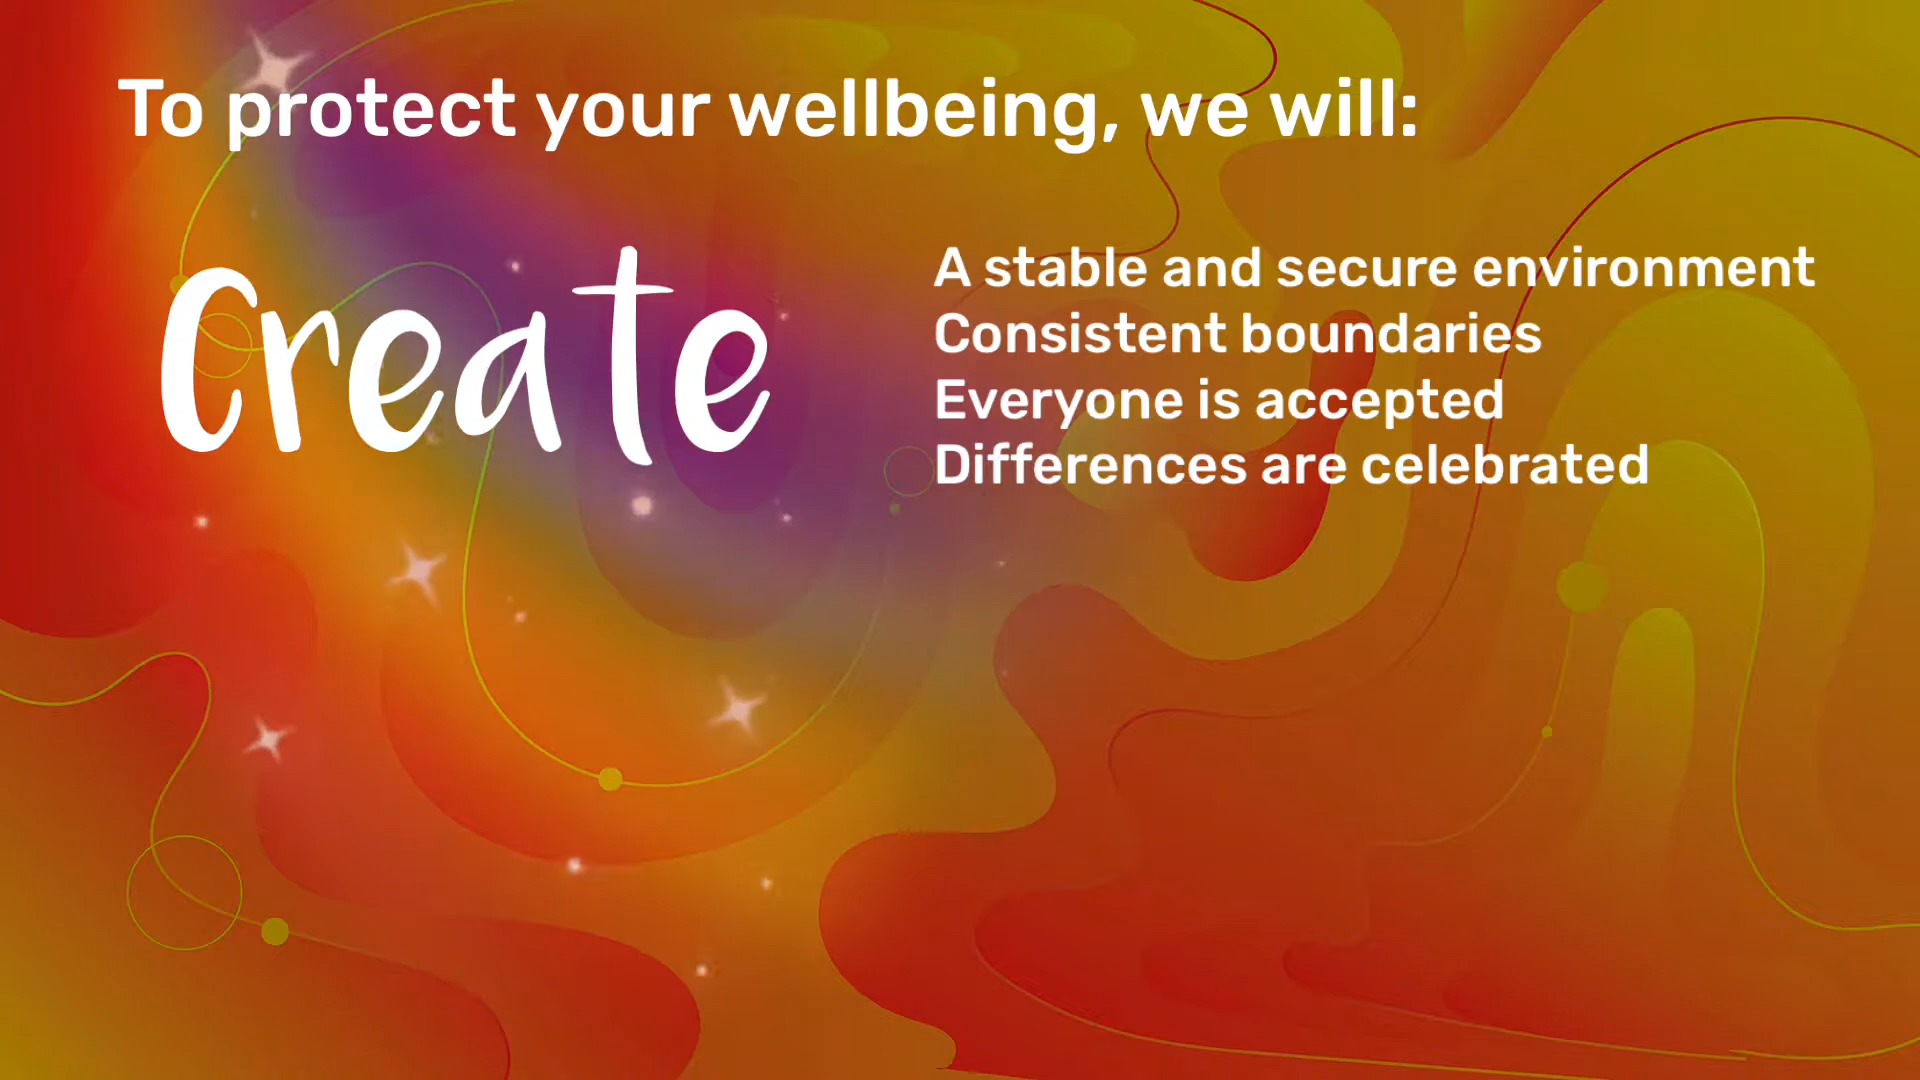 To protect your wellbeing, we will:
Create
A stable and secure environment
Consistent boundaries
Everyone is accepted
Differences are celebrated